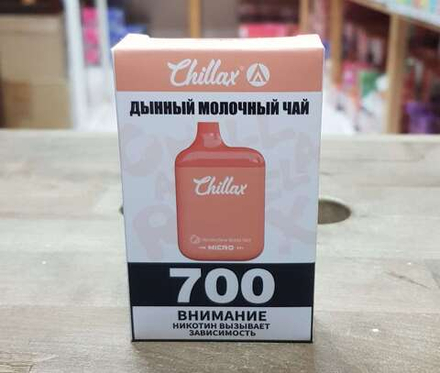 Chillax
ДЫННЫЙ МОЛОЧНЫЙ ЧАЙ
Chillax
MICRO
700
ВНИМАНИЕ
НИКОТИН ВЫЗЫВАЕТ
ЗАВИСИМОСТЬ